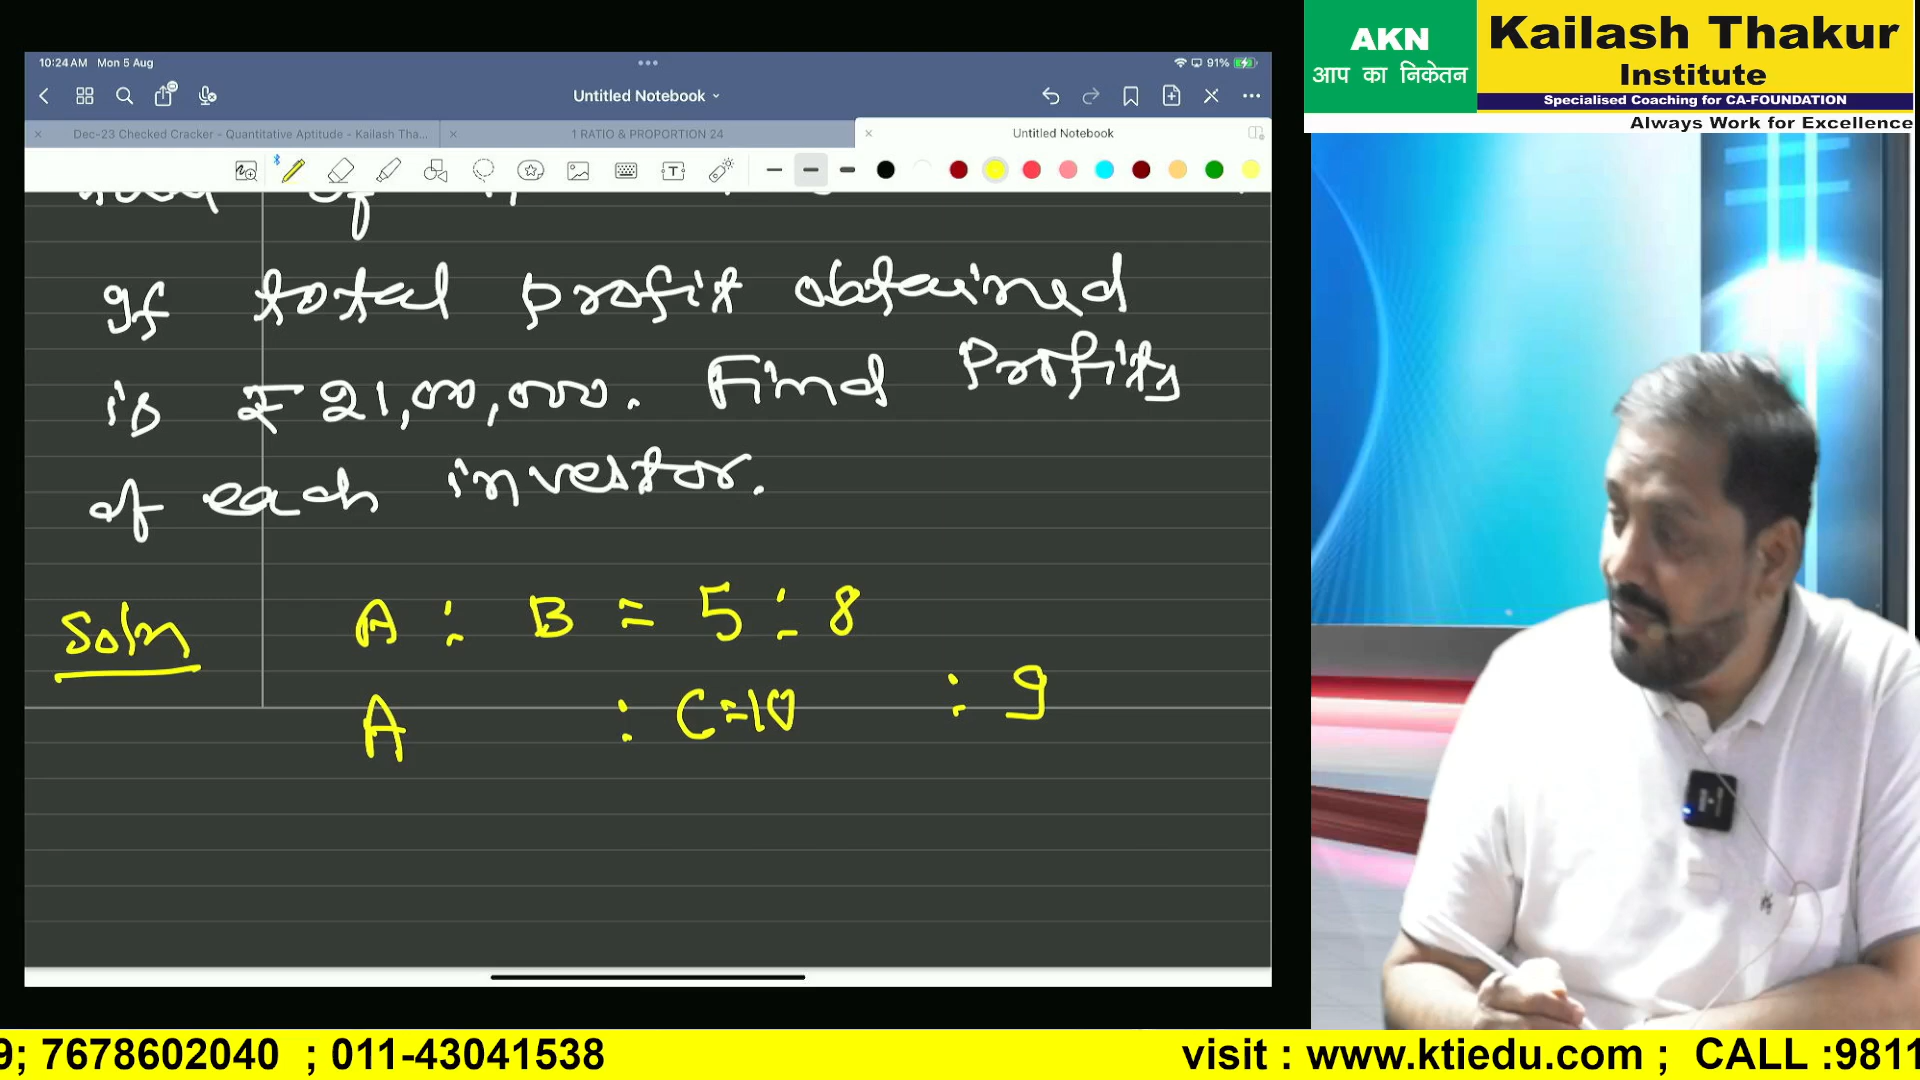 AKN
आप का निकेतन
Kailash Thakur
Institute
Specialised Coaching for CA-FOUNDATION
Always Work for Excellence
10:24 AM Mon 5 Aug
91%
Untitled Notebook
Dec-23 Checked Cracker - Quantitative Aptitude - Kailash Tha...
1 RATIO & PROPORTION 24
Untitled Notebook
If total profit obtained
is ₹ 21,00,000. Find Profits
of each investor.
Soln
A : B = 5 : 8
A : C = 10 : 9
9; 7678602040 ; 011-43041538
visit : www.ktiedu.com ; CALL :9811